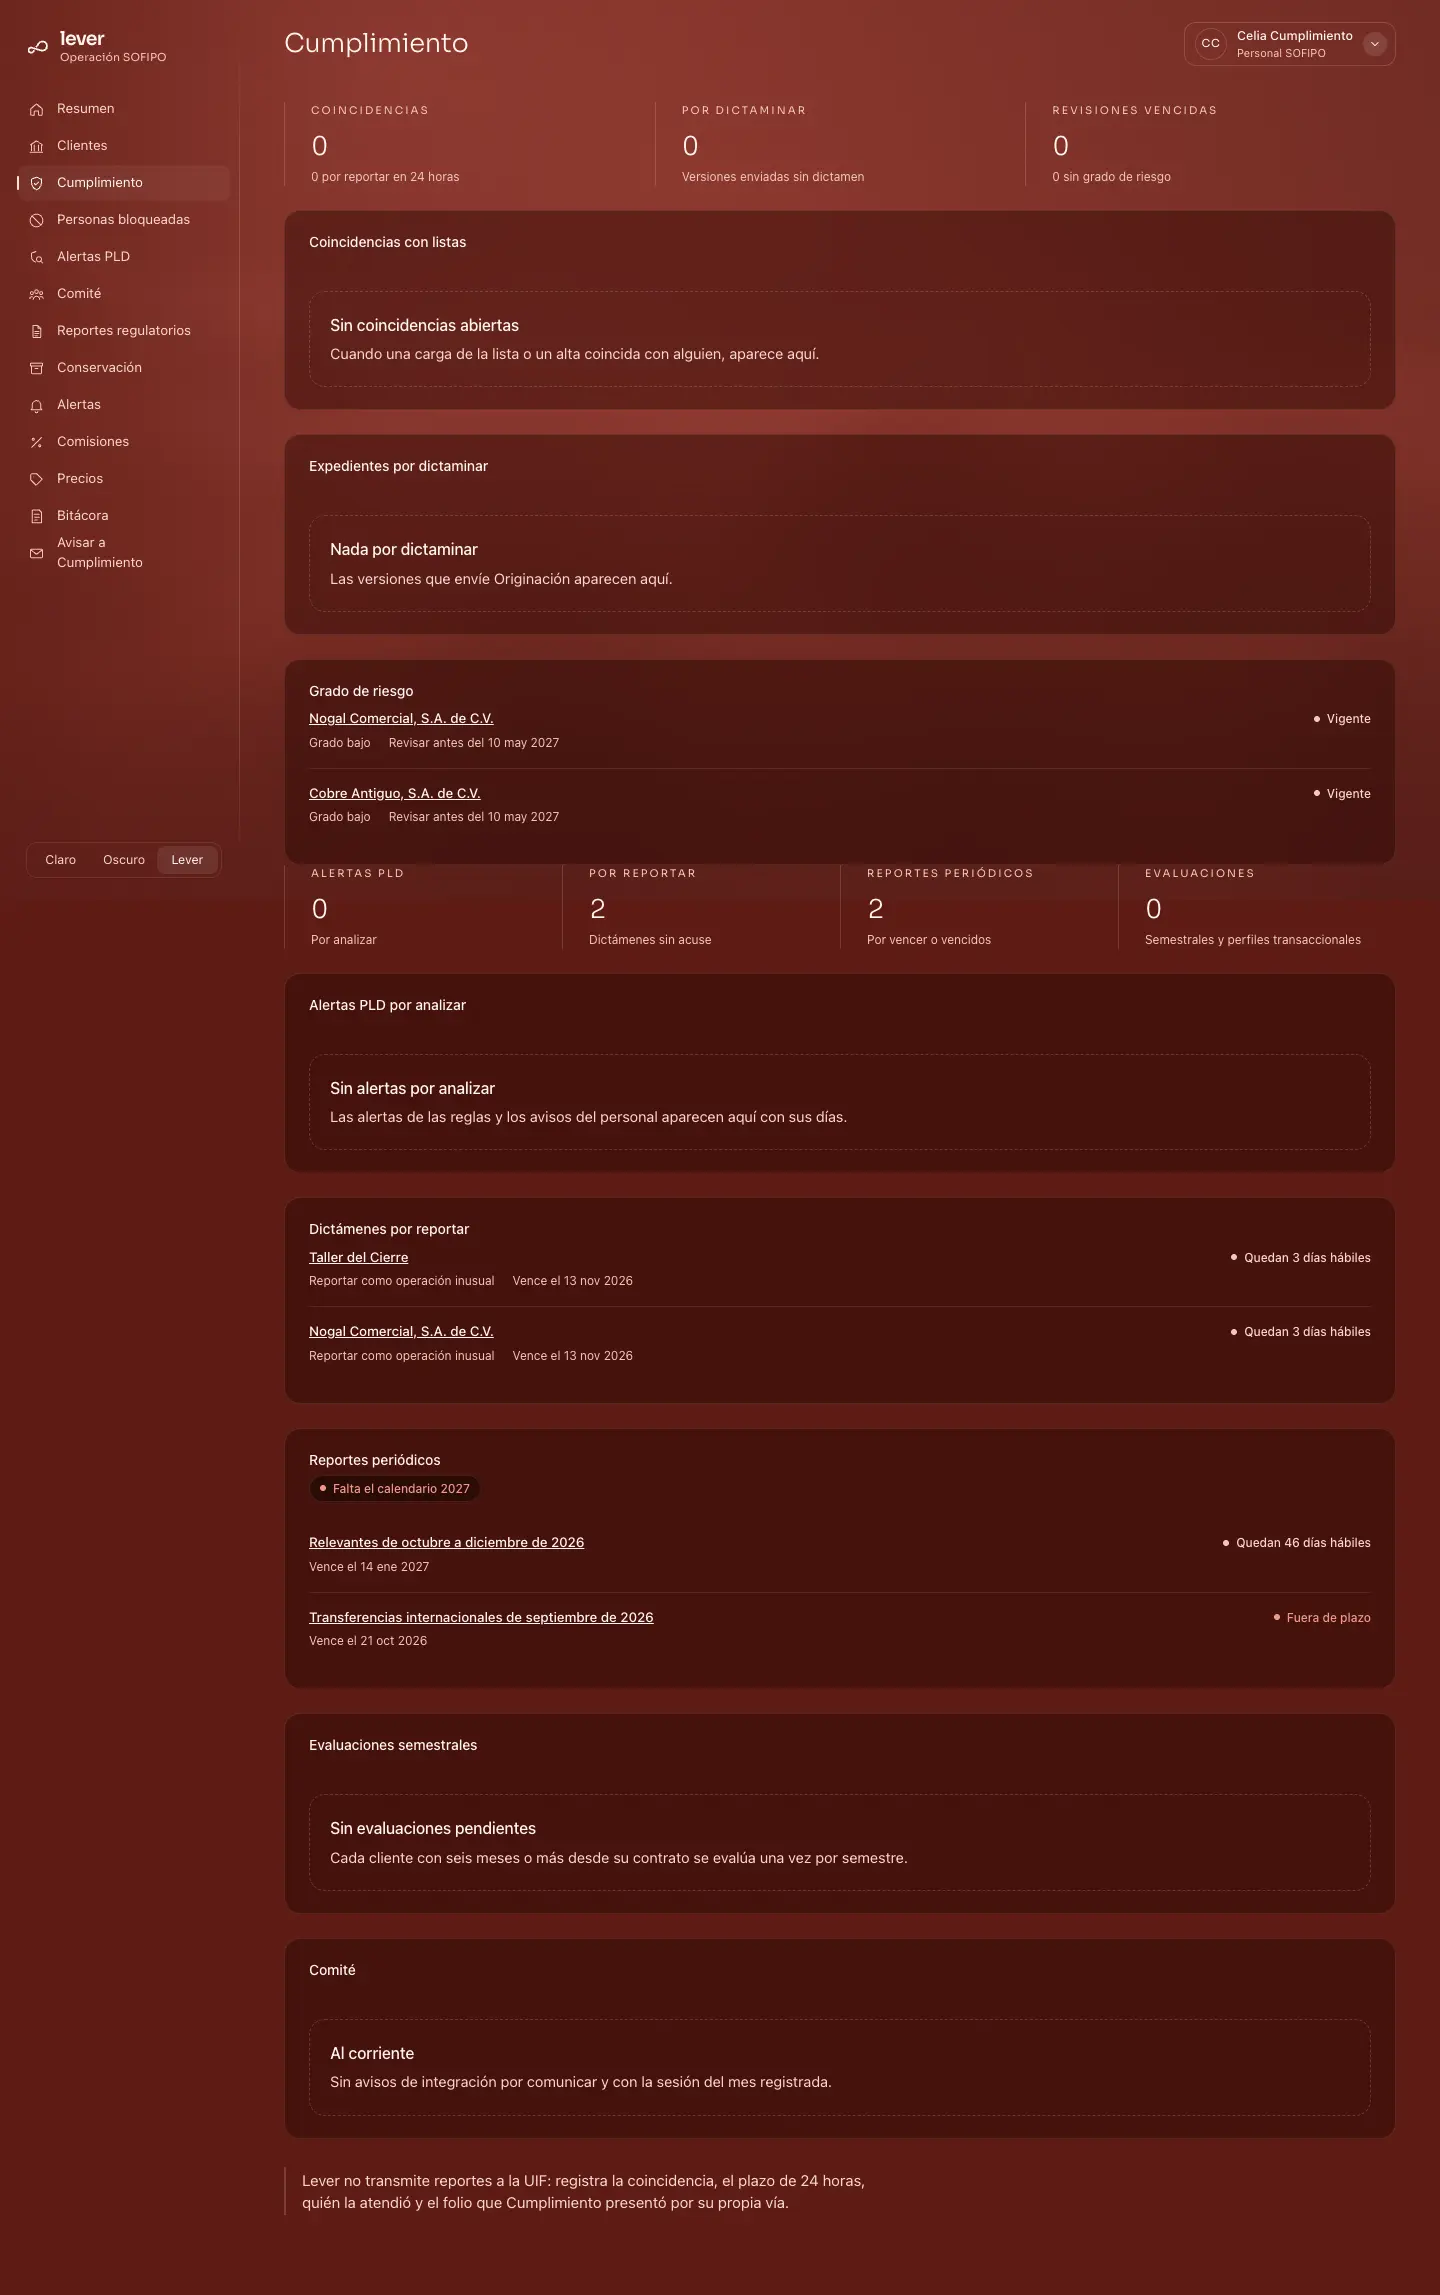 lever
Operación SOFIPO
Resumen
Clientes
Cumplimiento
Personas bloqueadas
Alertas PLD
Comité
Reportes regulatorios
Conservación
Alertas
Comisiones
Precios
Bitácora
Avisar a
Cumplimiento
Claro Oscuro Lever
Cumplimiento
CC
Celia Cumplimiento
Personal SOFIPO
COINCIDENCIAS
0
0 por reportar en 24 horas
POR DICTAMINAR
0
Versiones enviadas sin dictamen
REVISIONES VENCIDAS
0
0 sin grado de riesgo
Coincidencias con listas
Sin coincidencias abiertas
Cuando una carga de la lista o un alta coincida con alguien, aparece aquí.
Expedientes por dictaminar
Nada por dictaminar
Las versiones que envíe Originación aparecen aquí.
Grado de riesgo
Nogal Comercial, S.A. de C.V. Vigente
Grado bajo Revisar antes del 10 may 2027
Cobre Antiguo, S.A. de C.V. Vigente
Grado bajo Revisar antes del 10 may 2027
ALERTAS PLD
0
Por analizar
POR REPORTAR
2
Dictámenes sin acuse
REPORTES PERIÓDICOS
2
Por vencer o vencidos
EVALUACIONES
0
Semestrales y perfiles transaccionales
Alertas PLD por analizar
Sin alertas por analizar
Las alertas de las reglas y los avisos del personal aparecen aquí con sus días.
Dictámenes por reportar
Taller del Cierre Quedan 3 días hábiles
Reportar como operación inusual Vence el 13 nov 2026
Nogal Comercial, S.A. de C.V. Quedan 3 días hábiles
Reportar como operación inusual Vence el 13 nov 2026
Reportes periódicos
Falta el calendario 2027
Relevantes de octubre a diciembre de 2026 Quedan 46 días hábiles
Vence el 14 ene 2027
Transferencias internacionales de septiembre de 2026 Fuera de plazo
Vence el 21 oct 2026
Evaluaciones semestrales
Sin evaluaciones pendientes
Cada cliente con seis meses o más desde su contrato se evalúa una vez por semestre.
Comité
Al corriente
Sin avisos de integración por comunicar y con la sesión del mes registrada.
Lever no transmite reportes a la UIF: registra la coincidencia, el plazo de 24 horas,
quién la atendió y el folio que Cumplimiento presentó por su propia vía.